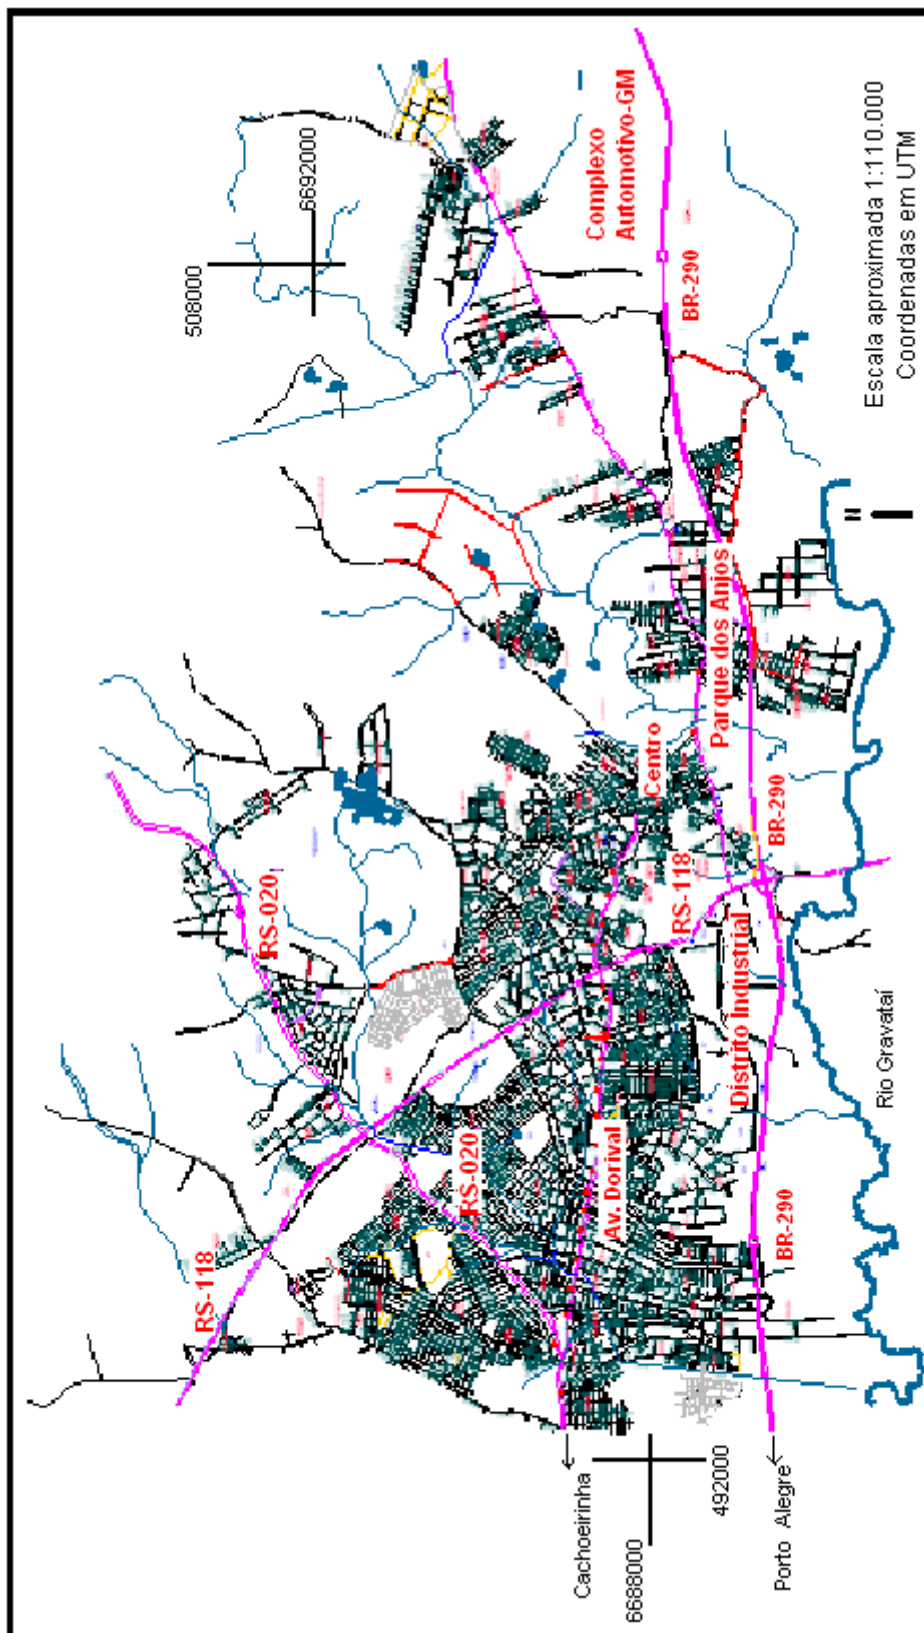 6692000
508000
Complexo
Automotivo-GM
BR-290
Escala aproximada 1:110.000
Coordenadas em UTM
N
Parque dos Anjos
Centro
BR-290
RS-020
RS-118
Distrito Industrial
Rio Gravataí
RS-020
Av. Dorival
RS-118
BR-290
Cachoeirinha
492000
6688000
Porto Alegre